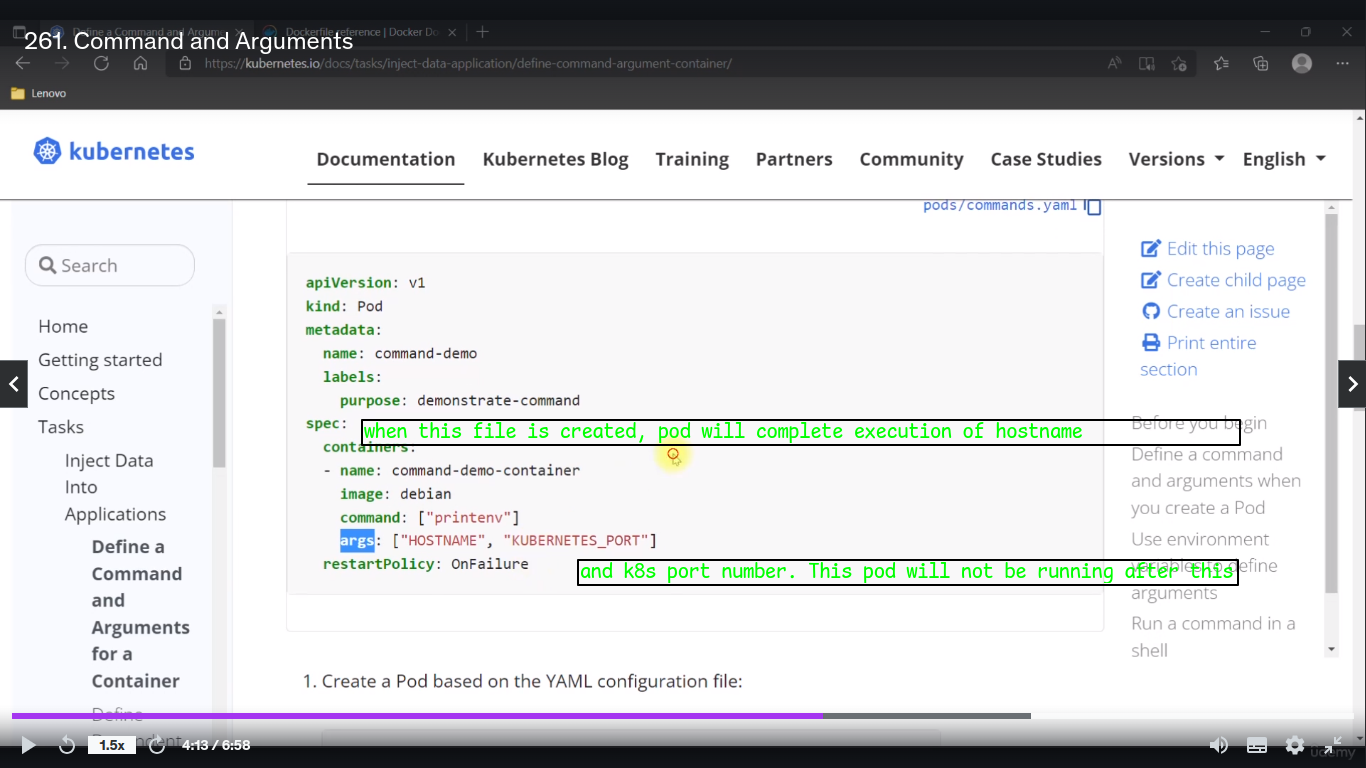 Define a Command and Argume
Dockerfile reference | Docker Do
261. Command and Arguments
https://kubernetes.io/docs/tasks/inject-data-application/define-command-argument-container/
Lenovo
kubernetes
Documentation Kubernetes Blog Training Partners Community Case Studies Versions English
pods/commands.yaml
Search
Home
Getting started
Concepts
Tasks
Inject Data
Into
Applications
Define a
Command
and
Arguments
for a
Container
Define
Dependent
apiVersion: v1
kind: Pod
metadata:
name: command-demo
labels:
purpose: demonstrate-command
spec:
when this file is created, pod will complete execution of hostname
containers:
- name: command-demo-container
image: debian
command: ["printenv"]
args: ["HOSTNAME", "KUBERNETES_PORT"]
restartPolicy: OnFailure
and k8s port number. This pod will not be running after this
1. Create a Pod based on the YAML configuration file:
Edit this page
Create child page
Create an issue
Print entire
section
Before you begin
Define a command
and arguments when
you create a Pod
Use environment
variables to define
arguments
Run a command in a
shell
1.5x
4:13 / 6:58
udemy